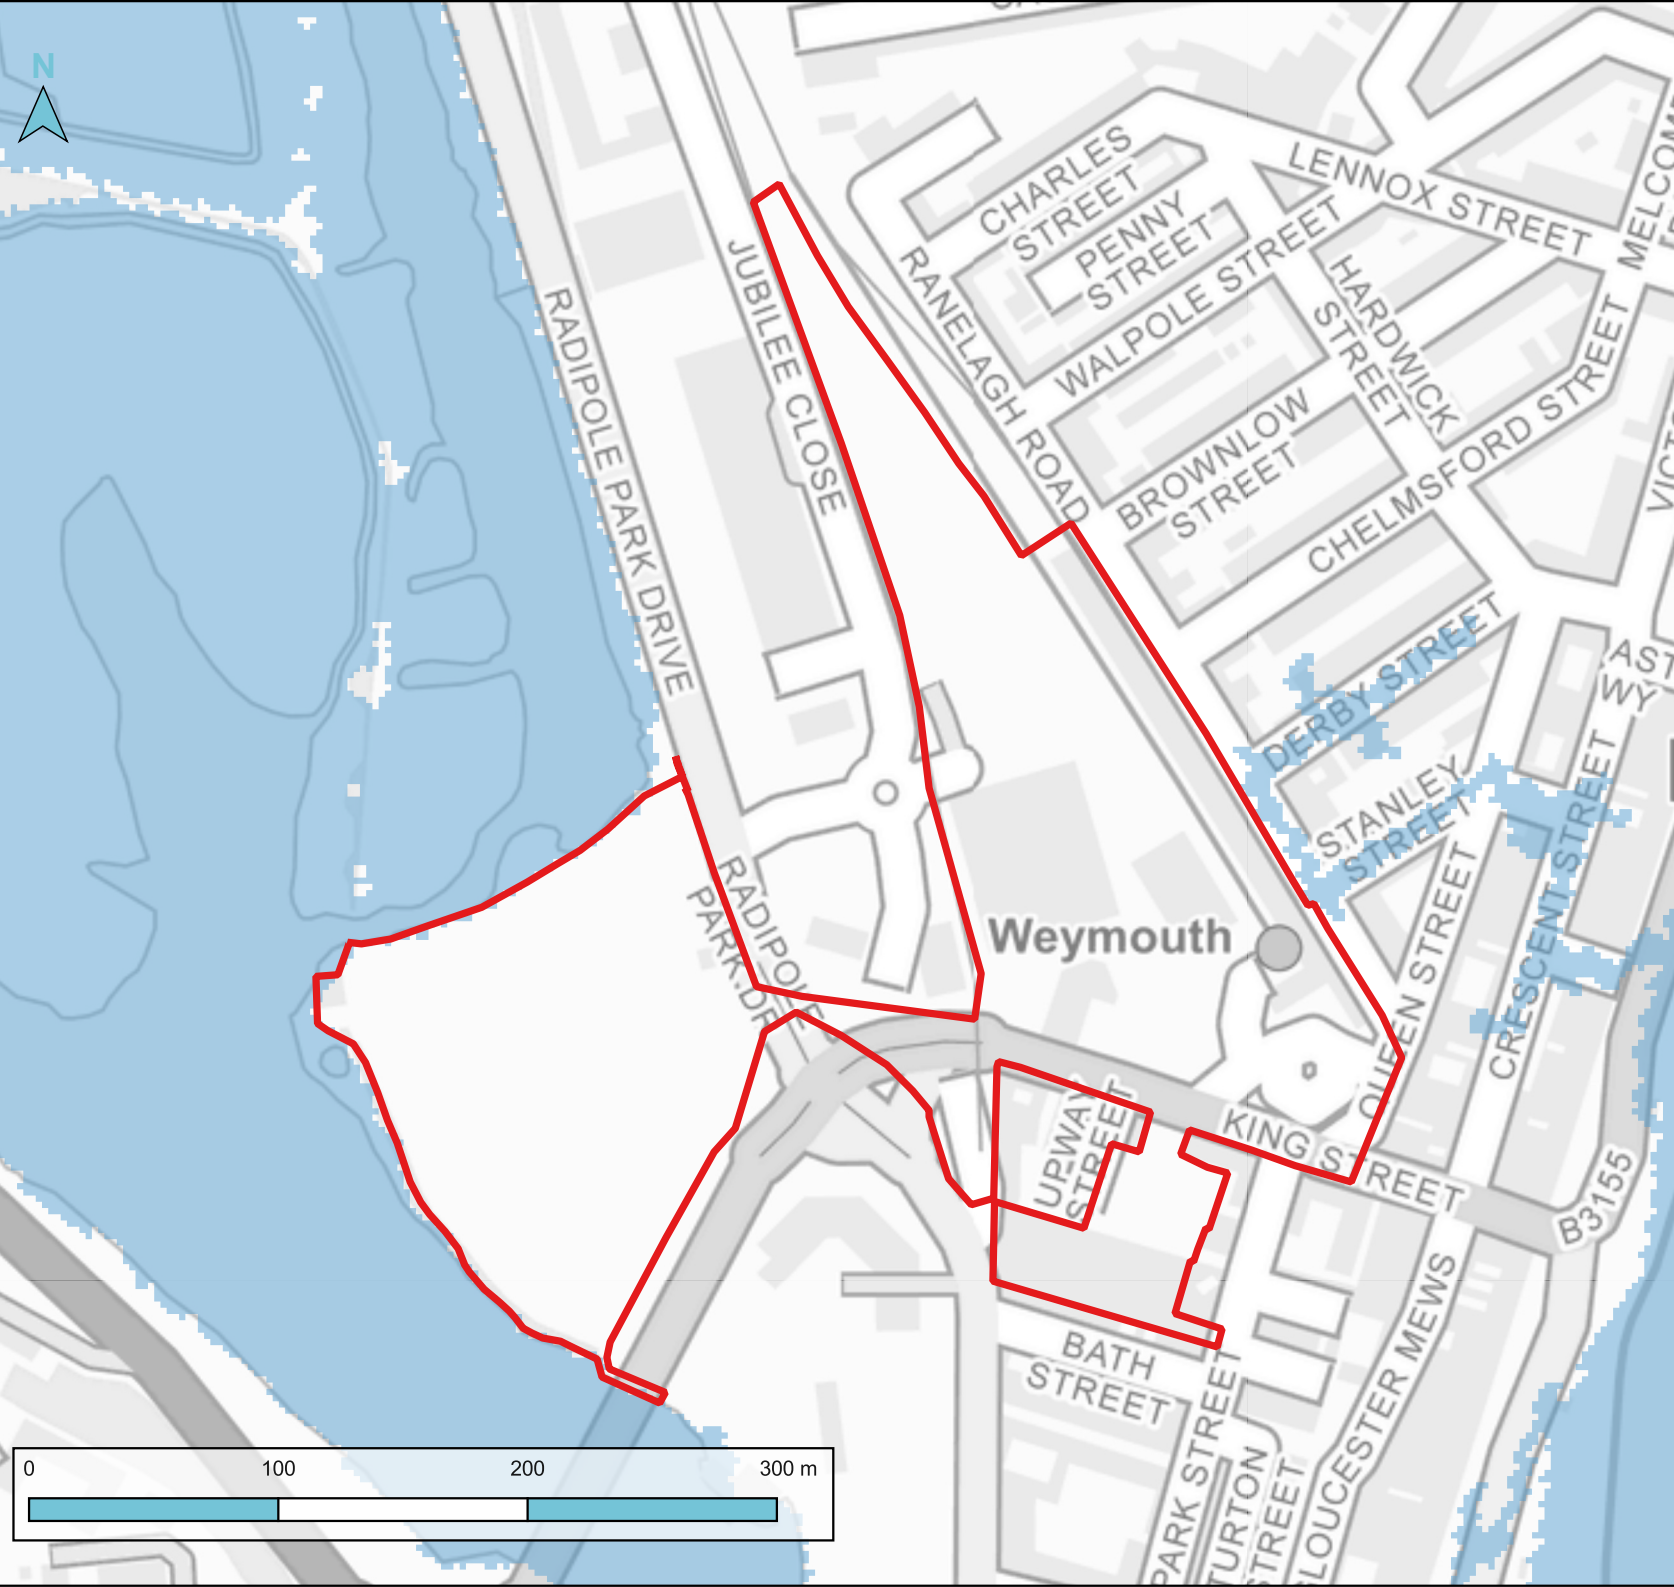 N
CHARLES
STREET
PENNY
STREET
LENNOX STREET
WALPOLE STREET
HARDWICK
STREET
JUBILEE CLOSE
RANELAGH ROAD
RADIPOLE PARK DRIVE
BROWNLOW
STREET
CHELMSFORD STREET
DERBY STREET
STANLEY
STREET
WY
RADIPOLE
PARK DR
Weymouth
QUEEN STREET
CRESCENT STREET
UPWAY
STREET
KING STREET
B3155
BATH
STREET
PARK STREET
TURTON
STREET
GLOUCESTER MEWS
0 100 200 300 m